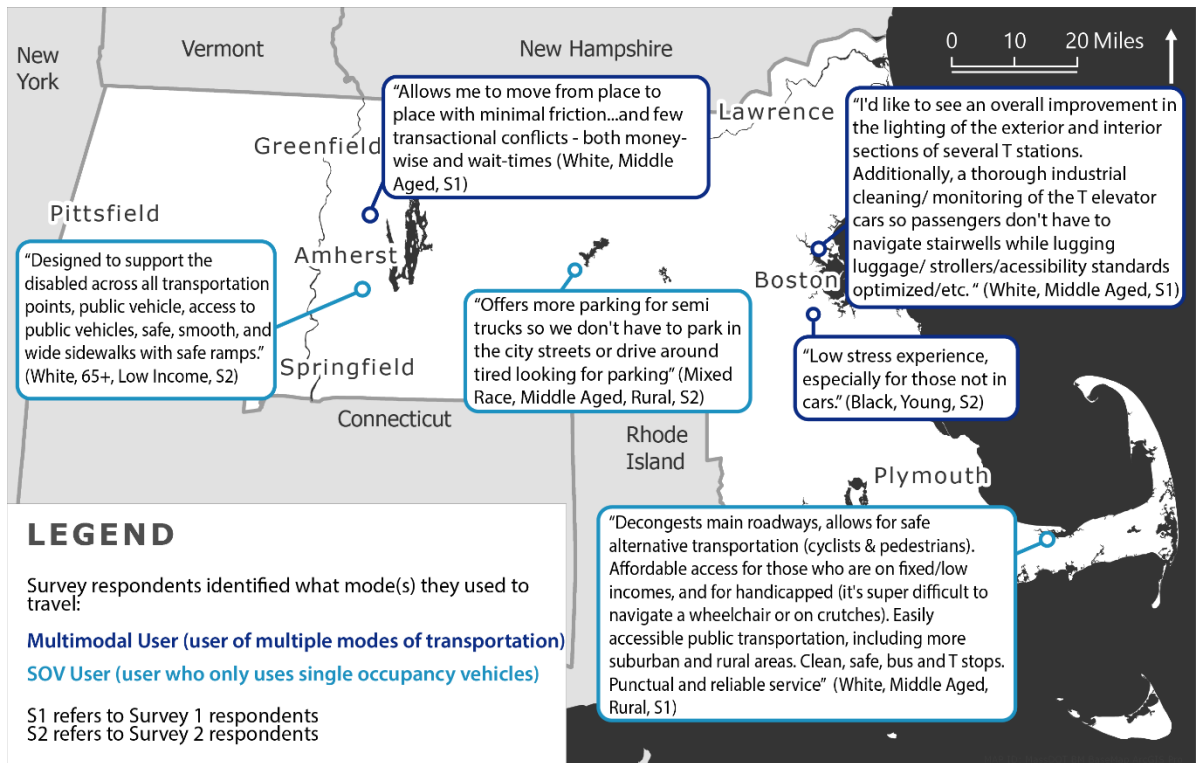 New
York
Vermont
New Hampshire
0 10 20 Miles
Lawrence
Greenfield
Pittsfield
Amherst
Boston
Springfield
Connecticut
Rhode
Island
Plymouth
“Allows me to move from place to
place with minimal friction...and few
transactional conflicts - both money-
wise and wait-times (White, Middle
Aged, S1)
“I'd like to see an overall improvement in
the lighting of the exterior and interior
sections of several T stations.
Additionally, a thorough industrial
cleaning/ monitoring of the T elevator
cars so passengers don't have to
navigate stairwells while lugging
luggage/ strollers/acessibility standards
optimized/etc. “ (White, Middle Aged, S1)
“Designed to support the
disabled across all transportation
points, public vehicle, access to
public vehicles, safe, smooth, and
wide sidewalks with safe ramps.”
(White, 65+, Low Income, S2)
“Offers more parking for semi
trucks so we don't have to park in
the city streets or drive around
tired looking for parking” (Mixed
Race, Middle Aged, Rural, S2)
“Low stress experience,
especially for those not in
cars.” (Black, Young, S2)
“Decongests main roadways, allows for safe
alternative transportation (cyclists & pedestrians).
Affordable access for those who are on fixed/low
incomes, and for handicapped (it's super difficult to
navigate a wheelchair or on crutches). Easily
accessible public transportation, including more
suburban and rural areas. Clean, safe, bus and T stops.
Punctual and reliable service” (White, Middle Aged,
Rural, S1)
LEGEND
Survey respondents identified what mode(s) they used to
travel:
Multimodal User (user of multiple modes of transportation)
SOV User (user who only uses single occupancy vehicles)
S1 refers to Survey 1 respondents
S2 refers to Survey 2 respondents